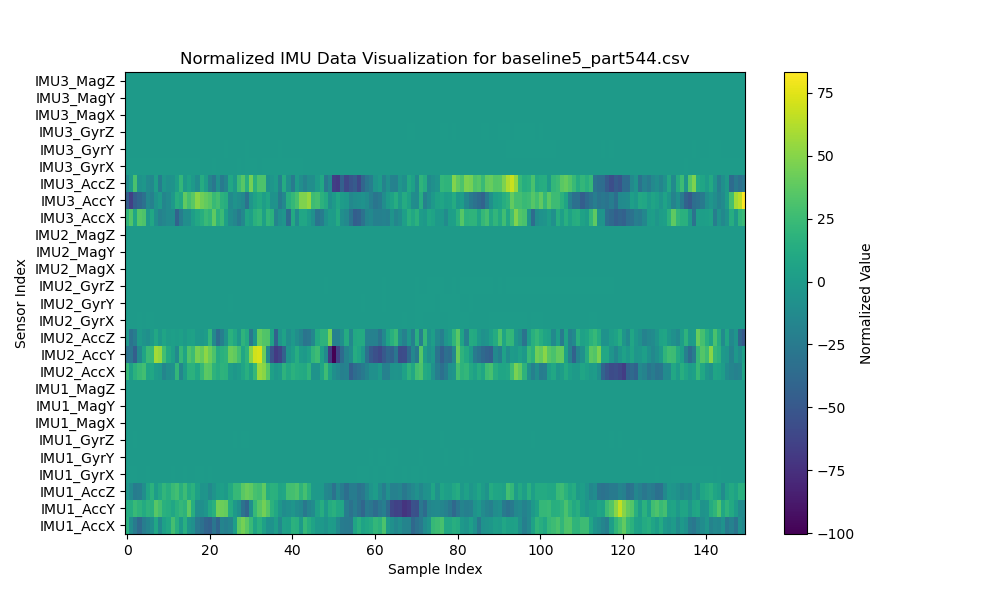 Normalized IMU Data Visualization for baseline5_part544.csv
IMU3_MagZ
IMU3_MagY
IMU3_MagX
IMU3_GyrZ
IMU3_GyrY
IMU3_GyrX
IMU3_AccZ
IMU3_AccY
IMU3_AccX
IMU2_MagZ
IMU2_MagY
IMU2_MagX
IMU2_GyrZ
IMU2_GyrY
IMU2_GyrX
IMU2_AccZ
IMU2_AccY
IMU2_AccX
IMU1_MagZ
IMU1_MagY
IMU1_MagX
IMU1_GyrZ
IMU1_GyrY
IMU1_GyrX
IMU1_AccZ
IMU1_AccY
IMU1_AccX
Sensor Index
0 20 40 60 80 100 120 140
Sample Index
75
50
25
0
−25
−50
−75
−100
Normalized Value